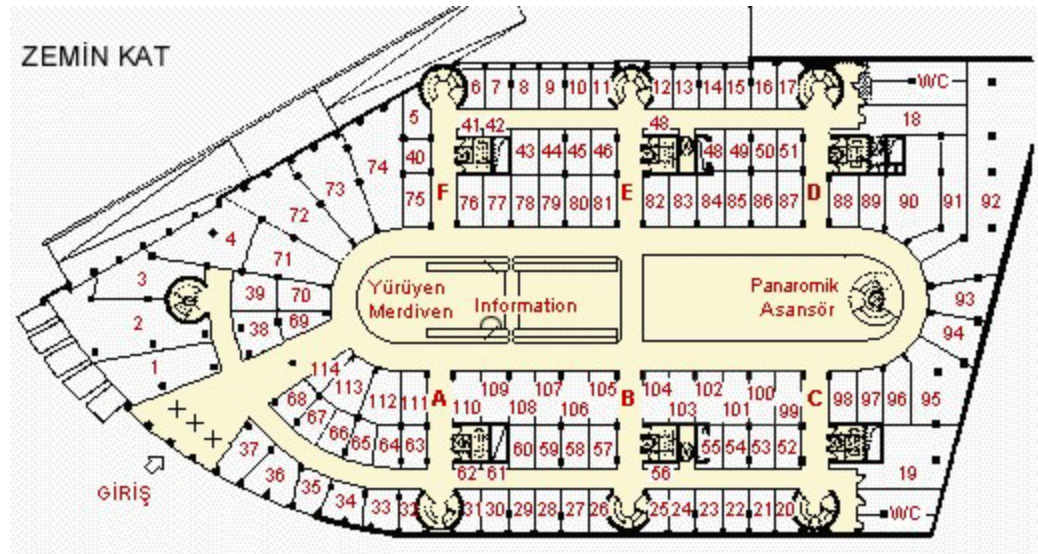 ZEMİN KAT
6 7 8 9 10 11 12 13 14 15 16 17 WC
5 41 42 48 18
40 43 44 45 46 48 49 50 51
74
73 75 F 76 77 78 79 80 81 E 82 83 84 85 86 87 D 88 89 90 91 92
72
4
71
3 39 70
Yürüyen Merdiven
Information
Panaromik Asansör
93
2 38 69
94
1
114
113 109 107 105 104 102 100
68 112 111 A B C 98 97 96 95
67 110 108 106 103 101 99
66 65 64 63 60 59 58 57 55 54 53 52
37 62 61 56 19
36
GİRİŞ
35 34 33 32 31 30 29 28 27 26 25 24 23 22 21 20 WC